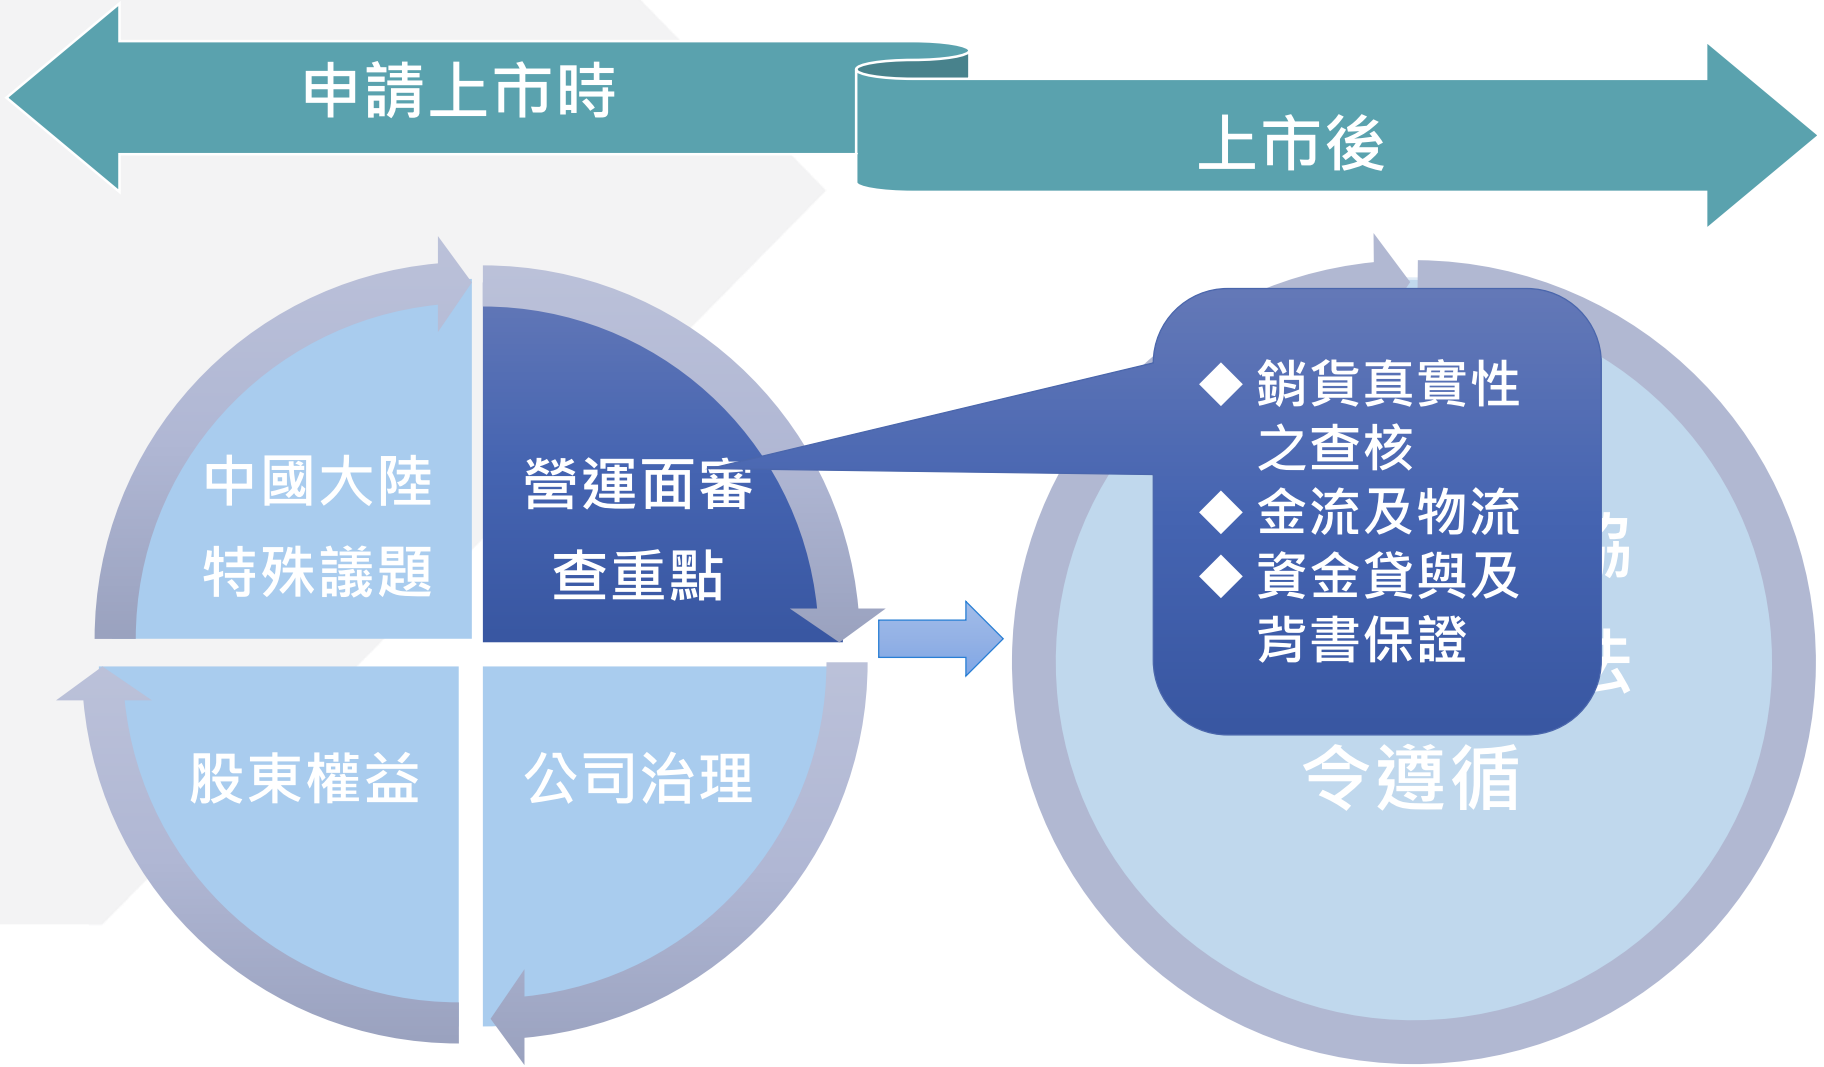 申請上市時
上市後
中國大陸
特殊議題
營運面審
查重點
股東權益
公司治理
◆ 銷貨真實性
之查核
◆ 金流及物流
◆ 資金貸與及
背書保證
令遵循